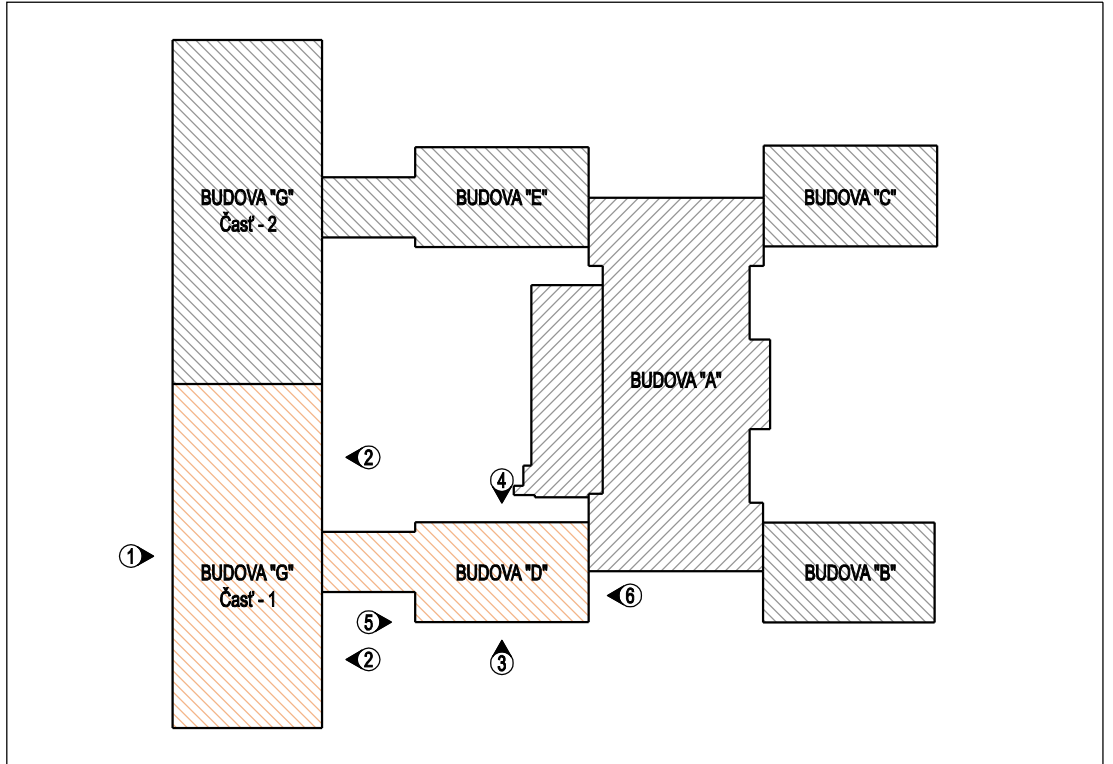 BUDOVA "G"
Časť - 2
BUDOVA "E"
BUDOVA "C"
BUDOVA "A"
2
4
1
BUDOVA "G"
Časť - 1
BUDOVA "D"
BUDOVA "B"
6
5
2
3